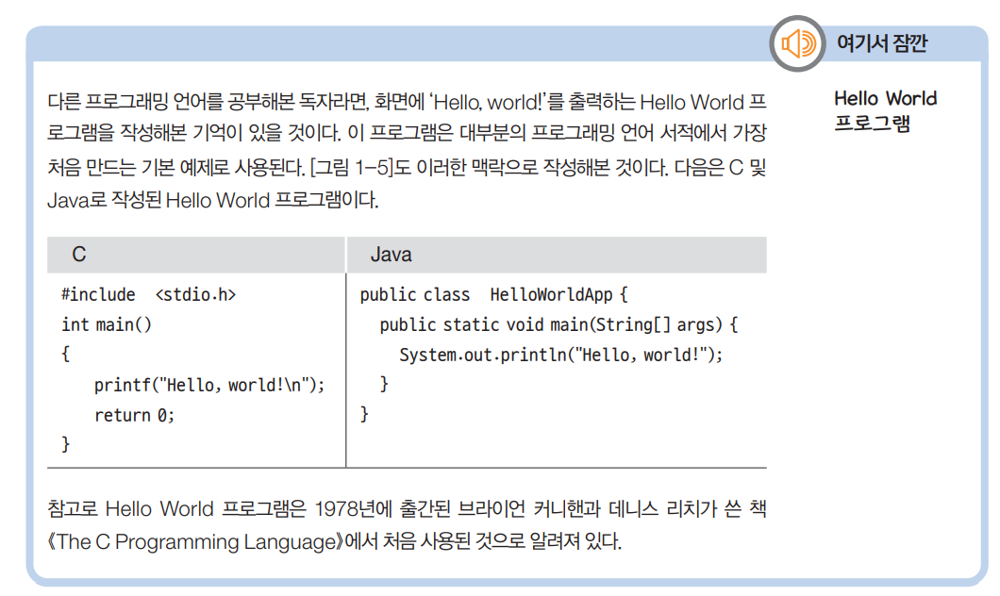 여기서 잠깐
Hello World
프로그램
다른 프로그래밍 언어를 공부해본 독자라면, 화면에 ‘Hello, world!’를 출력하는 Hello World 프
로그램을 작성해본 기억이 있을 것이다. 이 프로그램은 대부분의 프로그래밍 언어 서적에서 가장
처음 만드는 기본 예제로 사용된다. [그림 1-5]도 이러한 맥락으로 작성해본 것이다. 다음은 C 및
Java로 작성된 Hello World 프로그램이다.
C
#include <stdio.h>
int main()
{
printf("Hello, world!\n");
return 0;
}
Java
public class HelloWorldApp {
public static void main(String[] args) {
System.out.println("Hello, world!");
}
}
참고로 Hello World 프로그램은 1978년에 출간된 브라이언 커니핸과 데니스 리치가 쓴 책
《The C Programming Language》에서 처음 사용된 것으로 알려져 있다.